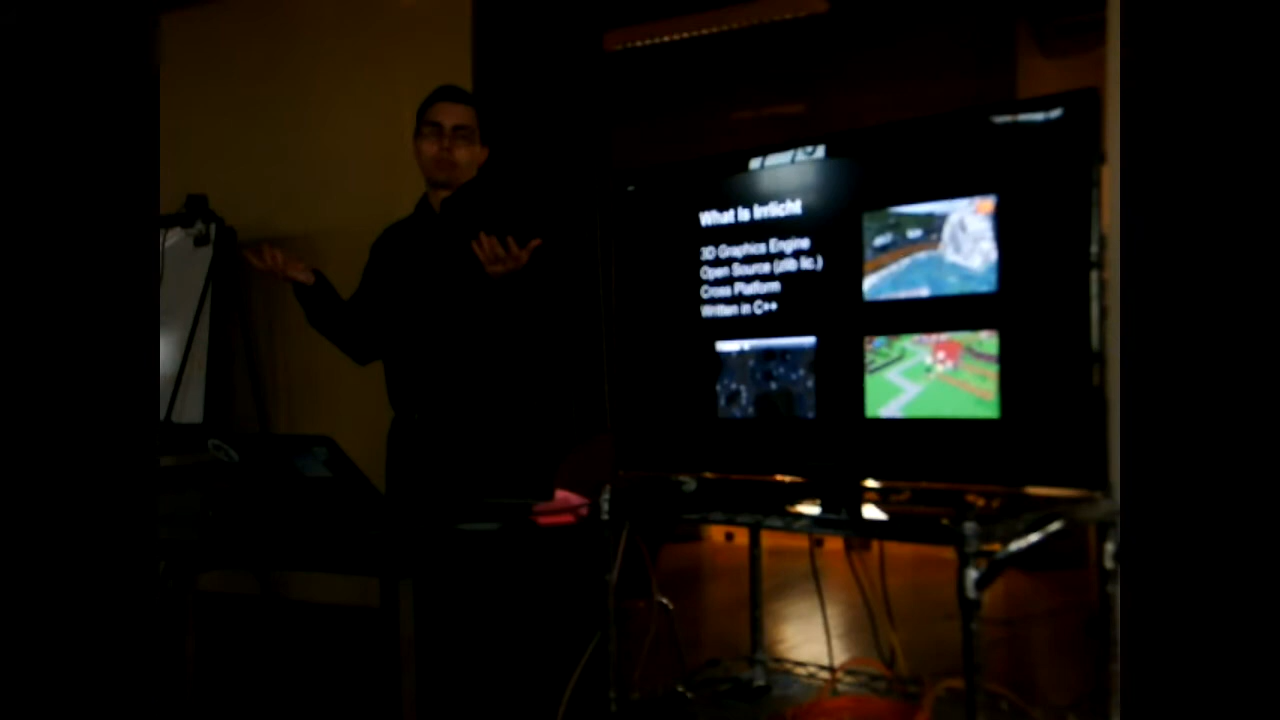 What Is Irrlicht
3D Graphics Engine
Open Source (zlib lic.)
Cross Platform
Written in C++